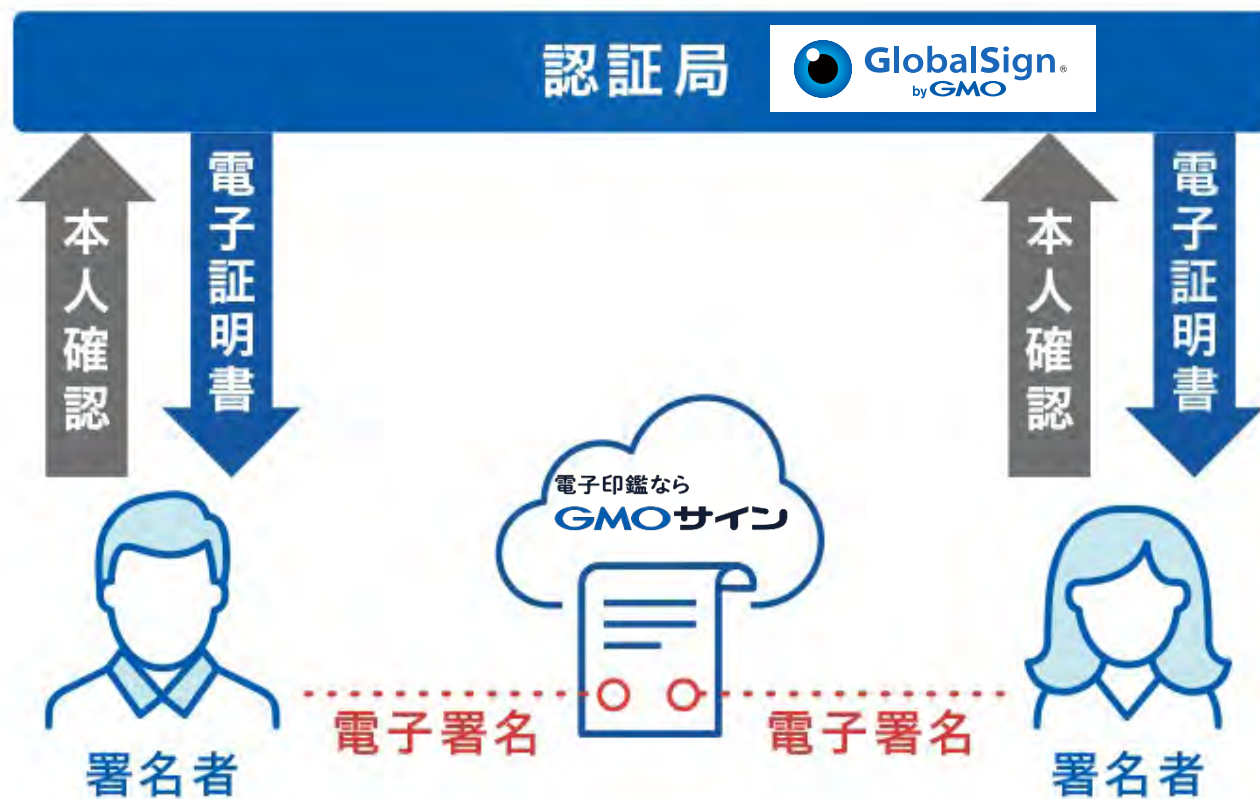 認証局
GlobalSign®
by GMO
本人確認
電子証明書
本人確認
電子証明書
電子印鑑なら
GMOサイン
電子署名
電子署名
署名者
署名者